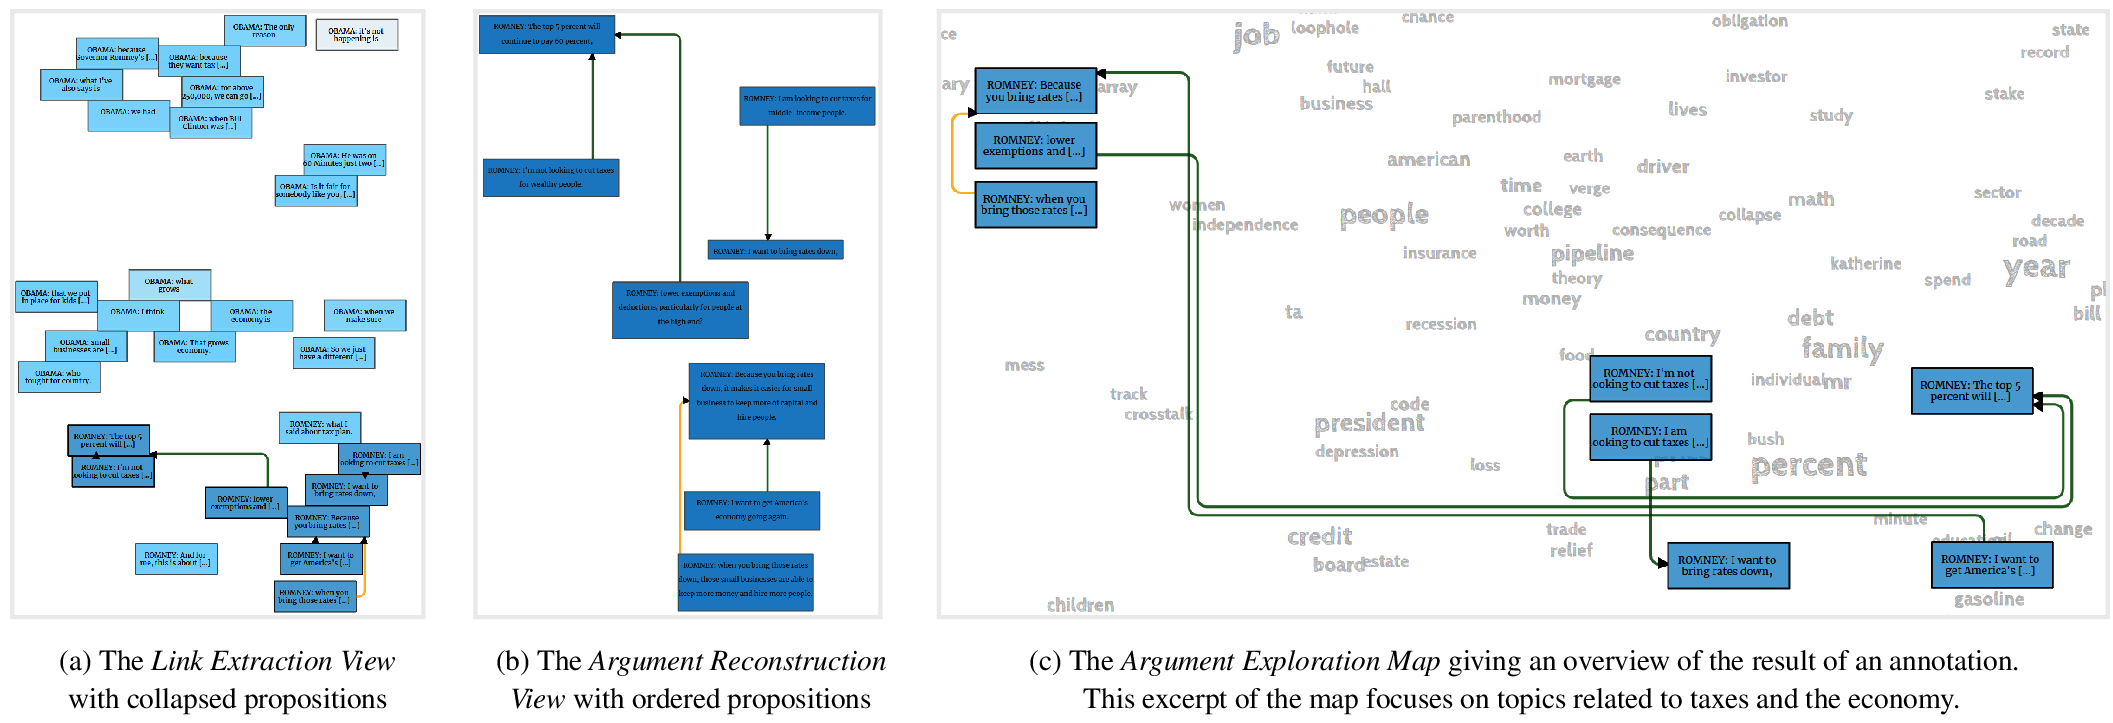 OBAMA: The only
reason
OBAMA: it's not
happening is
OBAMA: because
Governor Romney's [...]
OBAMA: because
they want tax [...]
OBAMA: what I've
also says is
OBAMA: for above
250,000, we can go [...]
OBAMA: we had
OBAMA: when Bill
Clinton was [...]
OBAMA: He was on
60 Minutes just two [...]
OBAMA: Is it fair for
somebody like you, [...]
OBAMA: what
grows
OBAMA: that we put
in place for kids [...]
OBAMA: I think
OBAMA: the
economy is
OBAMA: when we
make sure
OBAMA: small
businesses are [...]
OBAMA: That grows
economy.
OBAMA: So we just
have a different [...]
OBAMA: who
fought for country.
ROMNEY: what I
said about tax plan.
ROMNEY: The top 5
percent will [...]
ROMNEY: I'm not
ooking to cut taxes [...]
ROMNEY: I am
ooking to cut taxes [...]
ROMNEY: I want to
bring rates down,
ROMNEY: lower
exemptions and [...]
ROMNEY: Because
you bring rates [...]
ROMNEY: And for
me, this is about [...]
ROMNEY: I want to
get America's [...]
ROMNEY: when you
bring those rates [...]
(a) The Link Extraction View
with collapsed propositions
ROMNEY: The top 5 percent will
continue to pay 60 percent,
ROMNEY: I am looking to cut taxes for
middle-income people.
ROMNEY: I'm not looking to cut taxes
for wealthy people.
ROMNEY: I want to bring rates down,
ROMNEY: lower exemptions and
deductions, particularly for people at
the high end?
ROMNEY: Because you bring rates
down, it makes it easier for small
business to keep more of capital and
hire people.
ROMNEY: I want to get America's
economy going again.
ROMNEY: when you bring those rates
down, those small businesses are able to
keep more money and hire more people.
(b) The Argument Reconstruction
View with ordered propositions
ce
job
loophole
chance
obligation
state
record
future
hall
business
mortgage
investor
stake
ary
ROMNEY: Because
you bring rates [...]
array
parenthood
lives
study
ROMNEY: lower
exemptions and [...]
american
earth
driver
time
verge
math
sector
ROMNEY: when you
bring those rates [...]
women
independence
people
college
worth
consequence
collapse
decade
road
insurance
pipeline
theory
money
katherine
spend
year
pl
bill
ta
recession
country
debt
family
mess
food
individual
mr
ROMNEY: I'm not
ooking to cut taxes [...]
ROMNEY: The top 5
percent will [...]
track
crosstalk
code
president
depression
loss
ROMNEY: I am
ooking to cut taxes [...]
bush
percent
part
credit
board
estate
trade
relief
minute
change
ROMNEY: I want to
bring rates down,
ROMNEY: I want to
get America's [...]
children
gasoline
(c) The Argument Exploration Map giving an overview of the result of an annotation.
This excerpt of the map focuses on topics related to taxes and the economy.